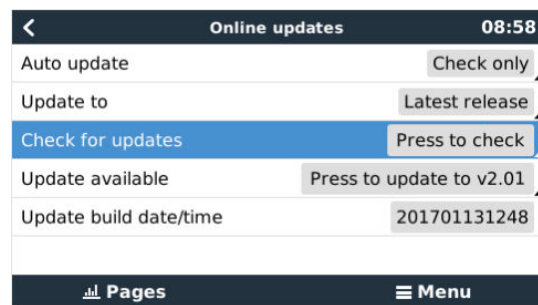 Online updates 08:58
Auto update Check only
Update to Latest release
Check for updates Press to check
Update available Press to update to v2.01
Update build date/time 201701131248
Pages Menu